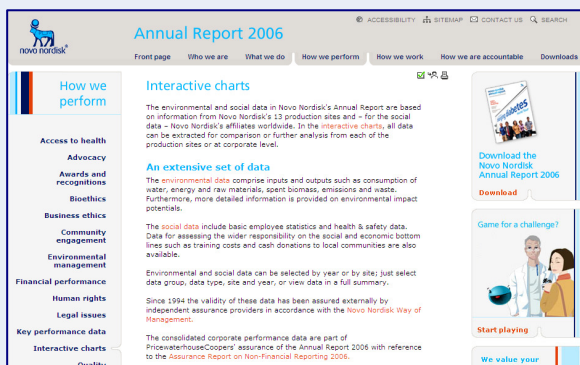 ACCESSIBILITY SITEMAP CONTACT US SEARCH
novo nordisk®
Annual Report 2006
Front page Who we are What we do How we perform How we work How we are accountable Downloads
How we
perform
Access to health
Advocacy
Awards and
recognitions
Bioethics
Business ethics
Community
engagement
Environmental
management
Financial performance
Human rights
Legal issues
Key performance data
Interactive charts
Quality
Interactive charts
The environmental and social data in Novo Nordisk's Annual Report are based
on information from Novo Nordisk's 13 production sites and – for the social
data – Novo Nordisk's affiliates worldwide. In the interactive charts, all data
can be extracted for comparison or further analysis from each of the
production sites or at corporate level.
An extensive set of data
The environmental data comprise inputs and outputs such as consumption of
water, energy and raw materials, spent biomass, emissions and waste.
Furthermore, more detailed information is provided on environmental impact
potentials.
The social data include basic employee statistics and health & safety data.
Data for assessing the wider responsibility on the social and economic bottom
lines such as training costs and cash donations to local communities are also
available.
Environmental and social data can be selected by year or by site; just select
data group, data type, site and year, or view data in a full summary.
Since 1994 the validity of these data has been assured externally by
independent assurance providers in accordance with the Novo Nordisk Way of
Management.
The consolidated corporate performance data are part of
PricewaterhouseCoopers' assurance of the Annual Report 2006 with reference
to the Assurance Report on Non-Financial Reporting 2006.
diabetes
Download the
Novo Nordisk
Annual Report 2006
Download
Game for a challenge?
Start playing
We value your